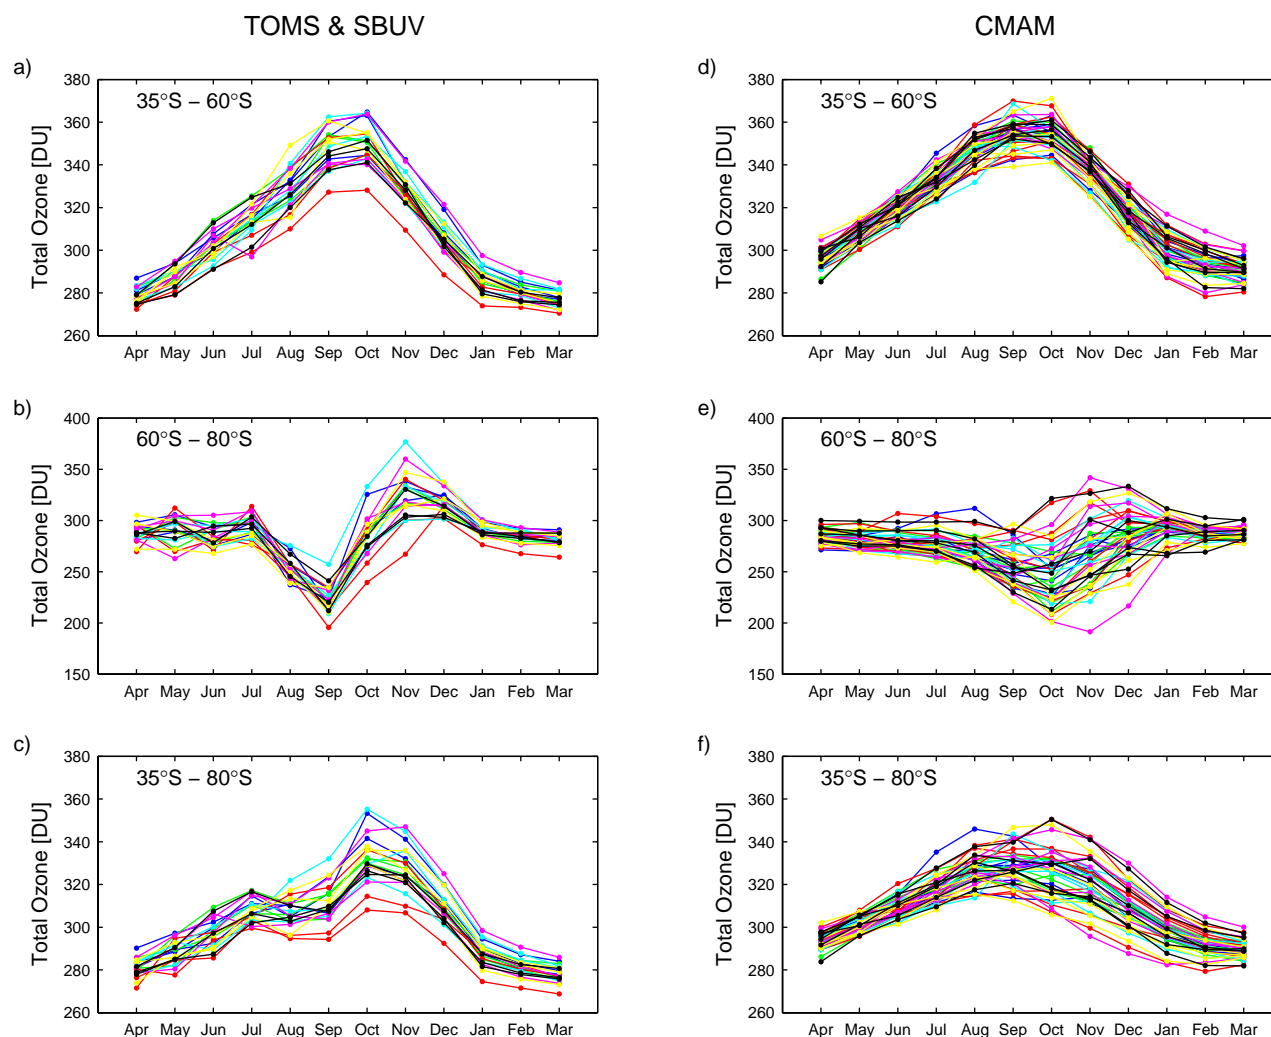 TOMS & SBUV
CMAM
a)
35°S – 60°S
Total Ozone [DU]
380
360
340
320
300
280
260
Apr May Jun Jul Aug Sep Oct Nov Dec Jan Feb Mar
d)
35°S – 60°S
Total Ozone [DU]
380
360
340
320
300
280
260
Apr May Jun Jul Aug Sep Oct Nov Dec Jan Feb Mar
b)
60°S – 80°S
Total Ozone [DU]
400
350
300
250
200
150
Apr May Jun Jul Aug Sep Oct Nov Dec Jan Feb Mar
e)
60°S – 80°S
Total Ozone [DU]
400
350
300
250
200
150
Apr May Jun Jul Aug Sep Oct Nov Dec Jan Feb Mar
c)
35°S – 80°S
Total Ozone [DU]
380
360
340
320
300
280
260
Apr May Jun Jul Aug Sep Oct Nov Dec Jan Feb Mar
f)
35°S – 80°S
Total Ozone [DU]
380
360
340
320
300
280
260
Apr May Jun Jul Aug Sep Oct Nov Dec Jan Feb Mar